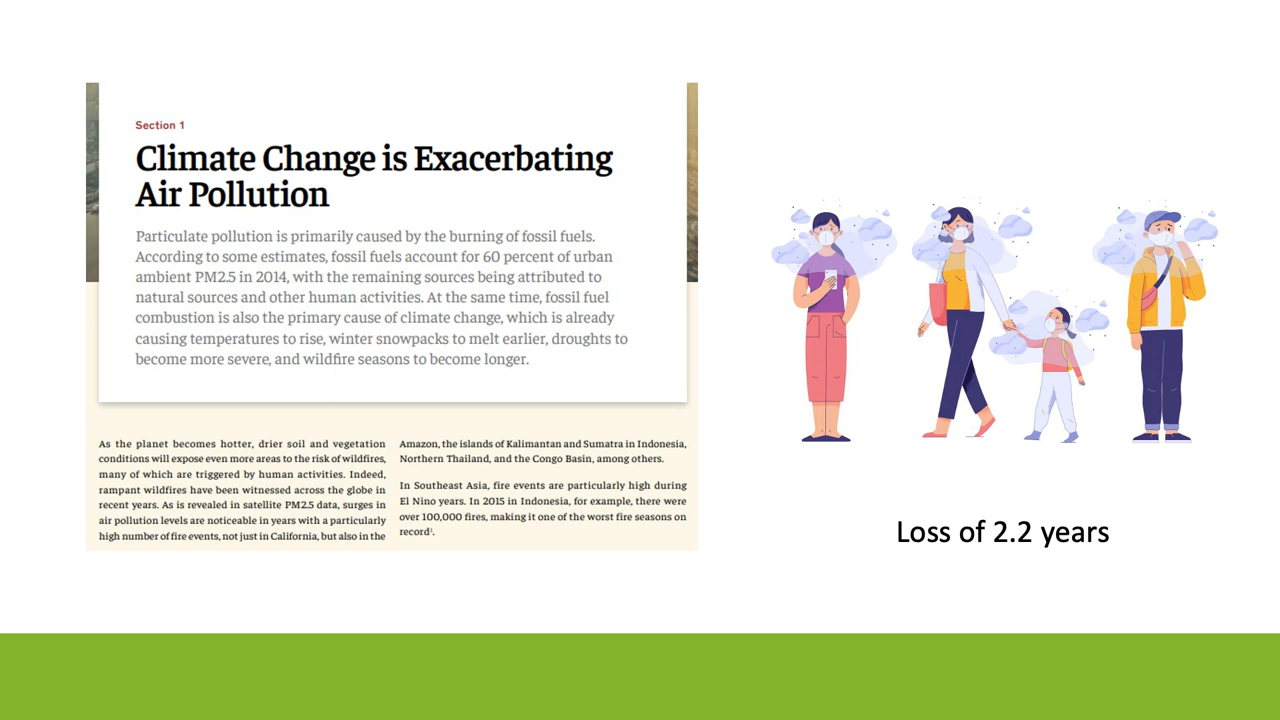 Section 1
Climate Change is Exacerbating
Air Pollution
Particulate pollution is primarily caused by the burning of fossil fuels.
According to some estimates, fossil fuels account for 60 percent of urban
ambient PM2.5 in 2014, with the remaining sources being attributed to
natural sources and other human activities. At the same time, fossil fuel
combustion is also the primary cause of climate change, which is already
causing temperatures to rise, winter snowpacks to melt earlier, droughts to
become more severe, and wildfire seasons to become longer.
As the planet becomes hotter, drier soil and vegetation
conditions will expose even more areas to the risk of wildfires,
many of which are triggered by human activities. Indeed,
rampant wildfires have been witnessed across the globe in
recent years. As is revealed in satellite PM2.5 data, surges in
air pollution levels are noticeable in years with a particularly
high number of fire events, not just in California, but also in the
Amazon, the islands of Kalimantan and Sumatra in Indonesia,
Northern Thailand, and the Congo Basin, among others.
In Southeast Asia, fire events are particularly high during
El Nino years. In 2015 in Indonesia, for example, there were
over 100,000 fires, making it one of the worst fire seasons on
record¹.
Loss of 2.2 years